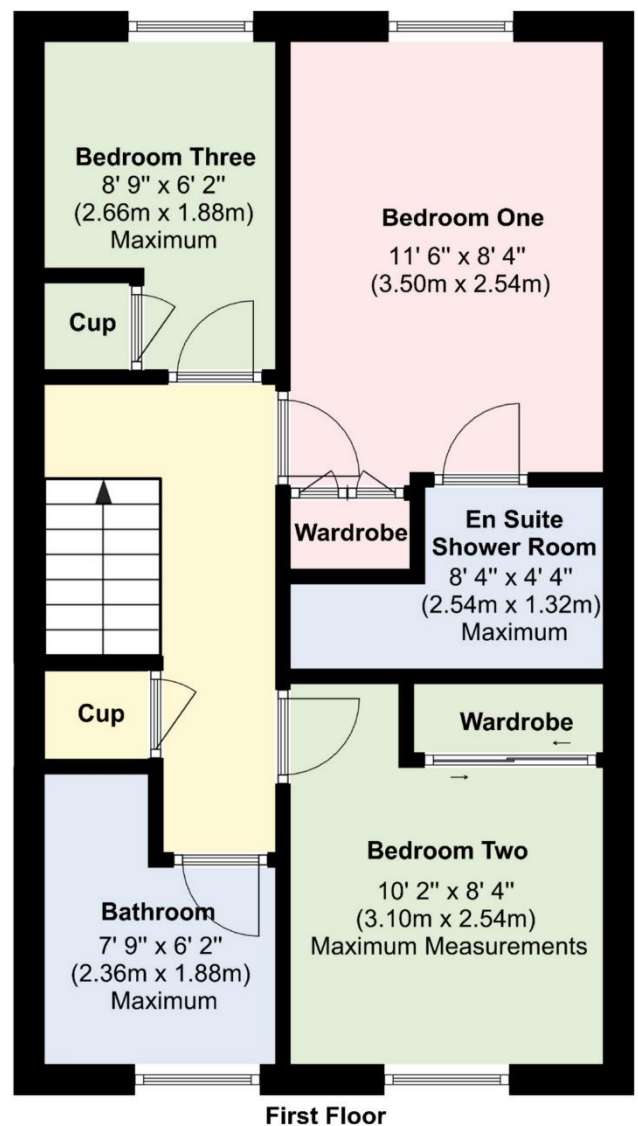 Bedroom Three
8' 9" x 6' 2"
(2.66m x 1.88m)
Maximum
Bedroom One
11' 6" x 8' 4"
(3.50m x 2.54m)
Cup
Wardrobe
En Suite
Shower Room
8' 4" x 4' 4"
(2.54m x 1.32m)
Maximum
Cup
Wardrobe
Bedroom Two
10' 2" x 8' 4"
(3.10m x 2.54m)
Maximum Measurements
Bathroom
7' 9" x 6' 2"
(2.36m x 1.88m)
Maximum
First Floor